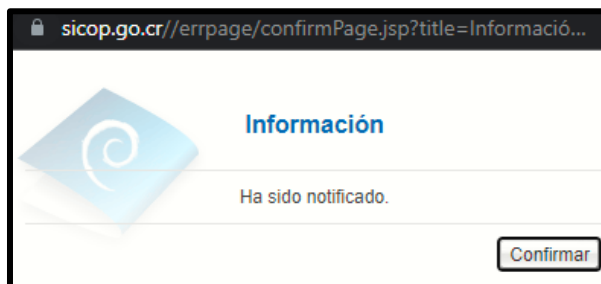 sicop.go.cr//errpage/confirmPage.jsp?title=Informació...
Información
Ha sido notificado.
Confirmar